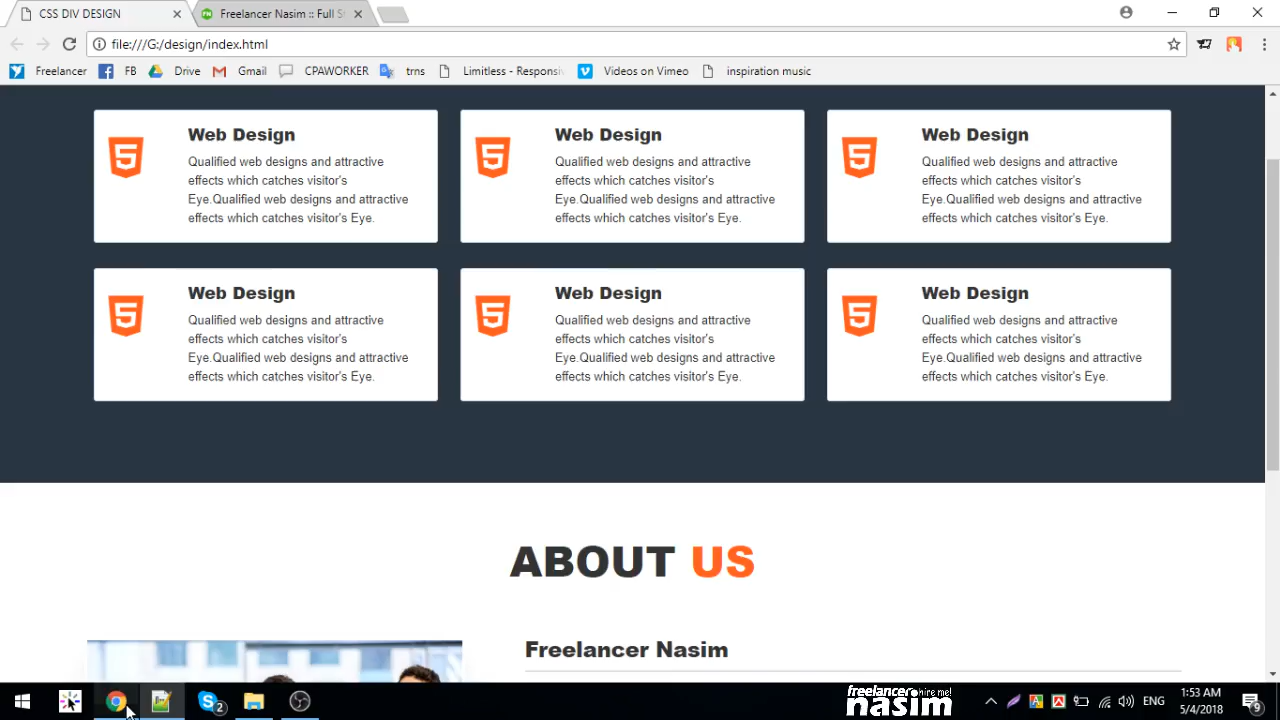 CSS DIV DESIGN
Freelancer Nasim :: Full S
file:///G:/design/index.html
Freelancer FB Drive Gmail CPAWORKER trns Limitless - Responsi Videos on Vimeo inspiration music
Web Design
Qualified web designs and attractive
effects which catches visitor's
Eye.Qualified web designs and attractive
effects which catches visitor's Eye.
Web Design
Qualified web designs and attractive
effects which catches visitor's
Eye.Qualified web designs and attractive
effects which catches visitor's Eye.
Web Design
Qualified web designs and attractive
effects which catches visitor's
Eye.Qualified web designs and attractive
effects which catches visitor's Eye.
Web Design
Qualified web designs and attractive
effects which catches visitor's
Eye.Qualified web designs and attractive
effects which catches visitor's Eye.
Web Design
Qualified web designs and attractive
effects which catches visitor's
Eye.Qualified web designs and attractive
effects which catches visitor's Eye.
Web Design
Qualified web designs and attractive
effects which catches visitor's
Eye.Qualified web designs and attractive
effects which catches visitor's Eye.
ABOUT US
Freelancer Nasim
2
freelancer hire me!
nasim
ENG
1:53 AM
5/4/2018
9